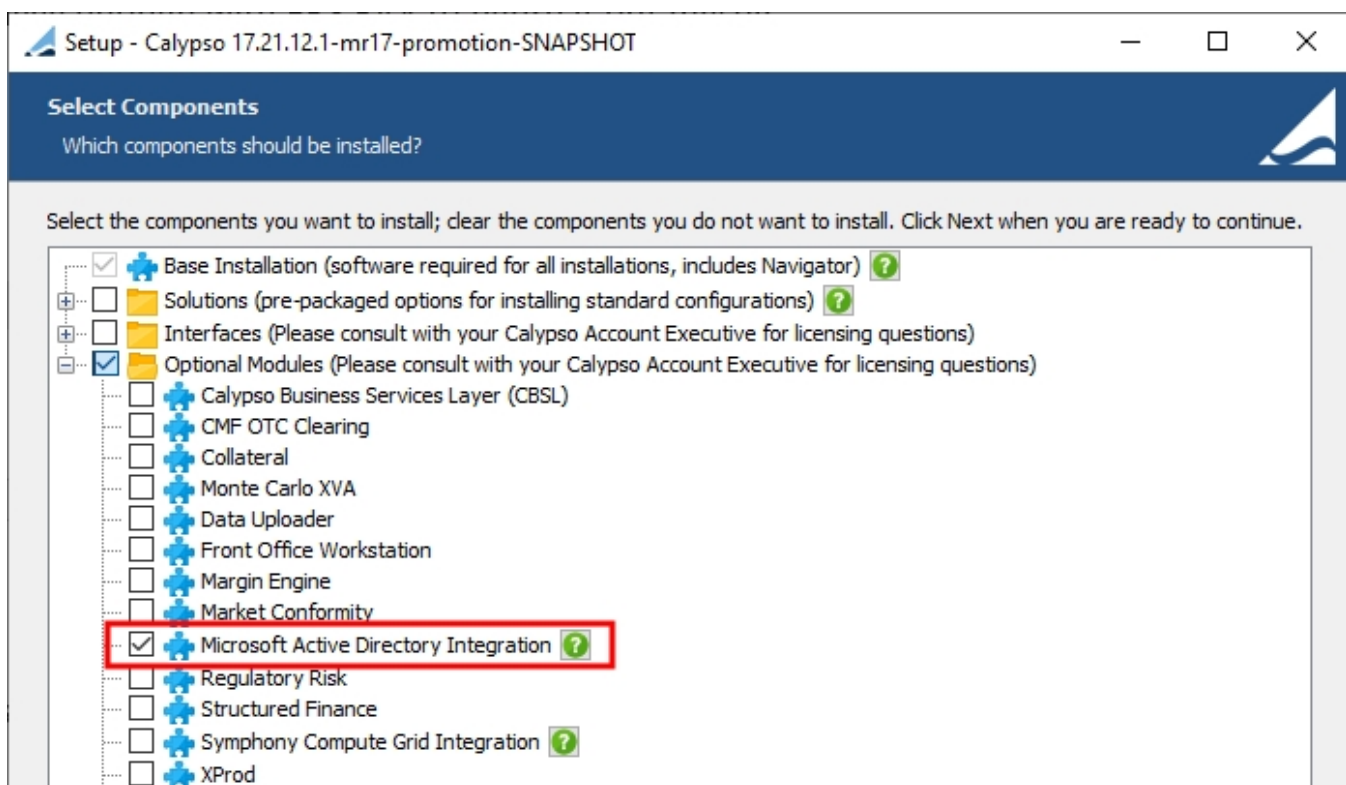 Setup - Calypso 17.21.12.1-mr17-promotion-SNAPSHOT
Select Components
Which components should be installed?
Select the components you want to install; clear the components you do not want to install. Click Next when you are ready to continue.
Base Installation (software required for all installations, includes Navigator) ?
Solutions (pre-packaged options for installing standard configurations) ?
Interfaces (Please consult with your Calypso Account Executive for licensing questions)
Optional Modules (Please consult with your Calypso Account Executive for licensing questions)
Calypso Business Services Layer (CBSL)
CMF OTC Clearing
Collateral
Monte Carlo XVA
Data Uploader
Front Office Workstation
Margin Engine
Market Conformity
Microsoft Active Directory Integration ?
Regulatory Risk
Structured Finance
Symphony Compute Grid Integration ?
XProd